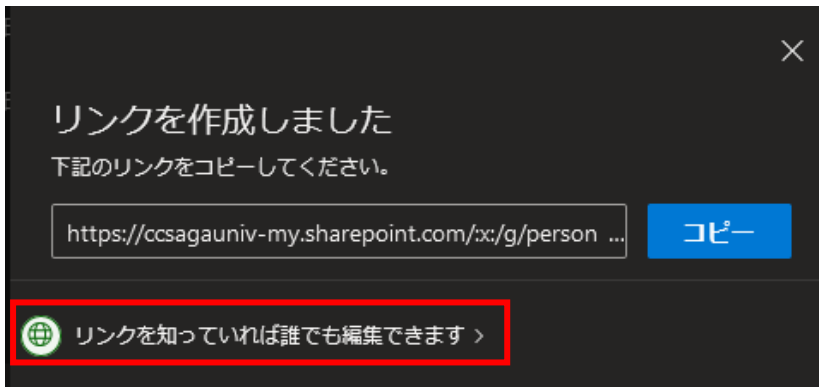 リンクを作成しました
下記のリンクをコピーしてください。
https://ccsagauniv-my.sharepoint.com/:x:/g/person ...
コピー
リンクを知っていれば誰でも編集できます